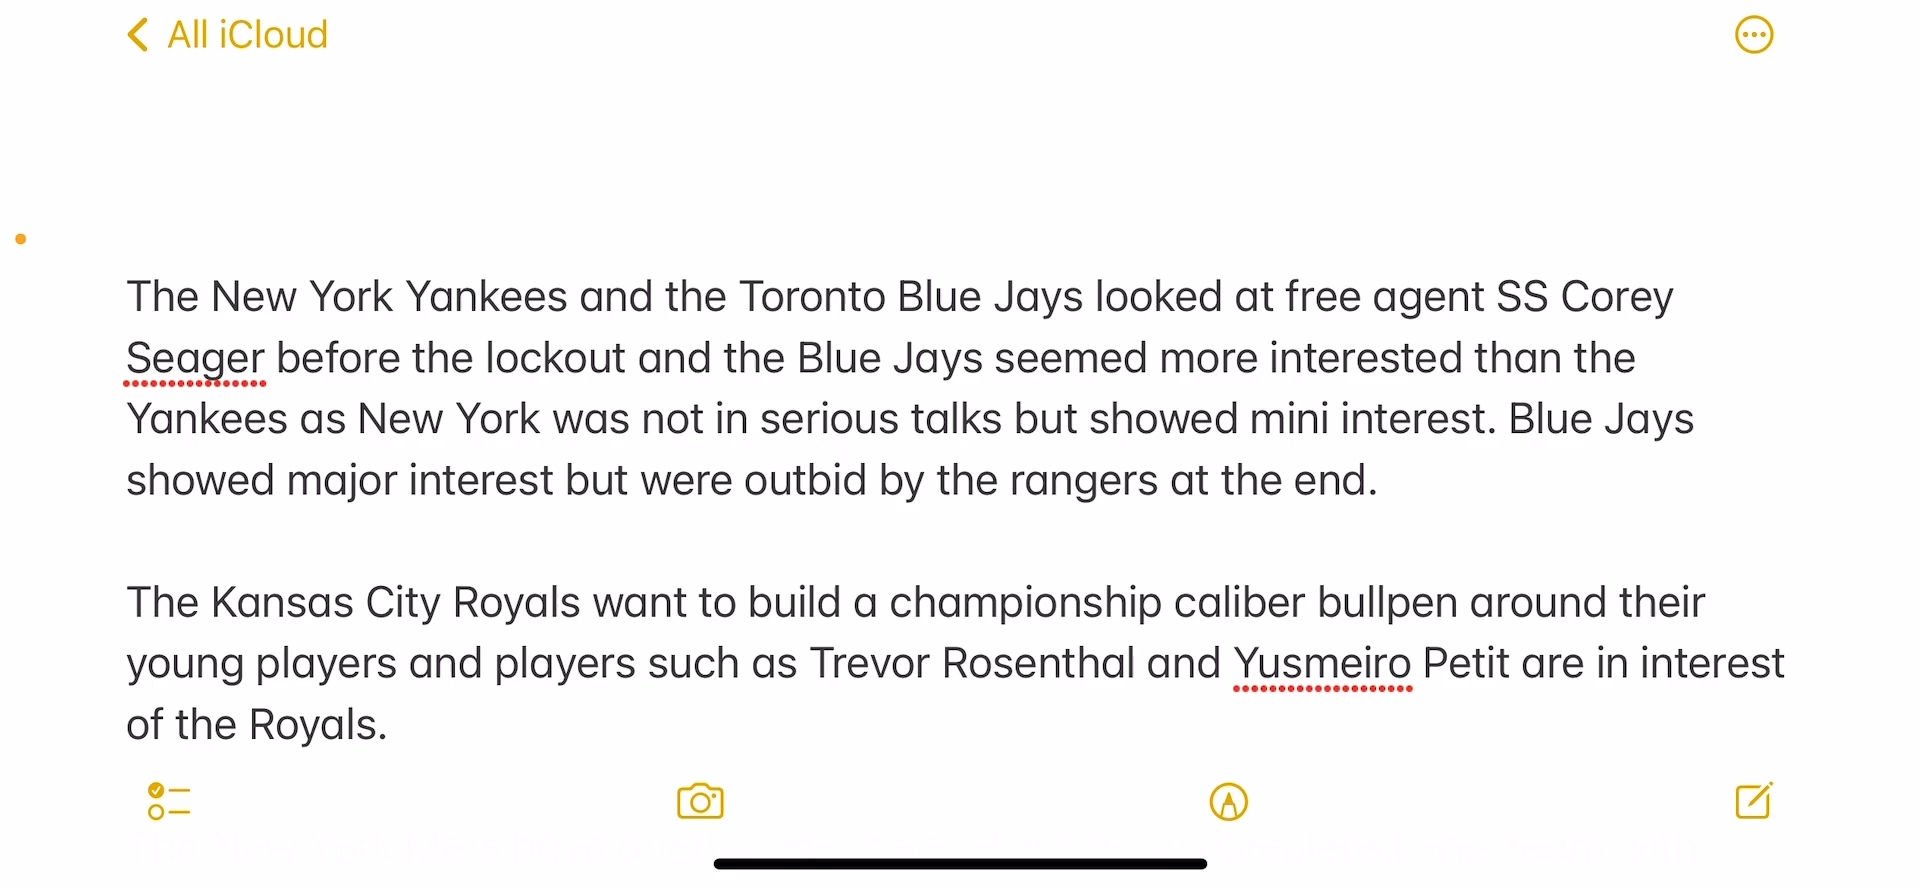 All iCloud
The New York Yankees and the Toronto Blue Jays looked at free agent SS Corey
Seager before the lockout and the Blue Jays seemed more interested than the
Yankees as New York was not in serious talks but showed mini interest. Blue Jays
showed major interest but were outbid by the rangers at the end.
The Kansas City Royals want to build a championship caliber bullpen around their
young players and players such as Trevor Rosenthal and Yusmeiro Petit are in interest
of the Royals.